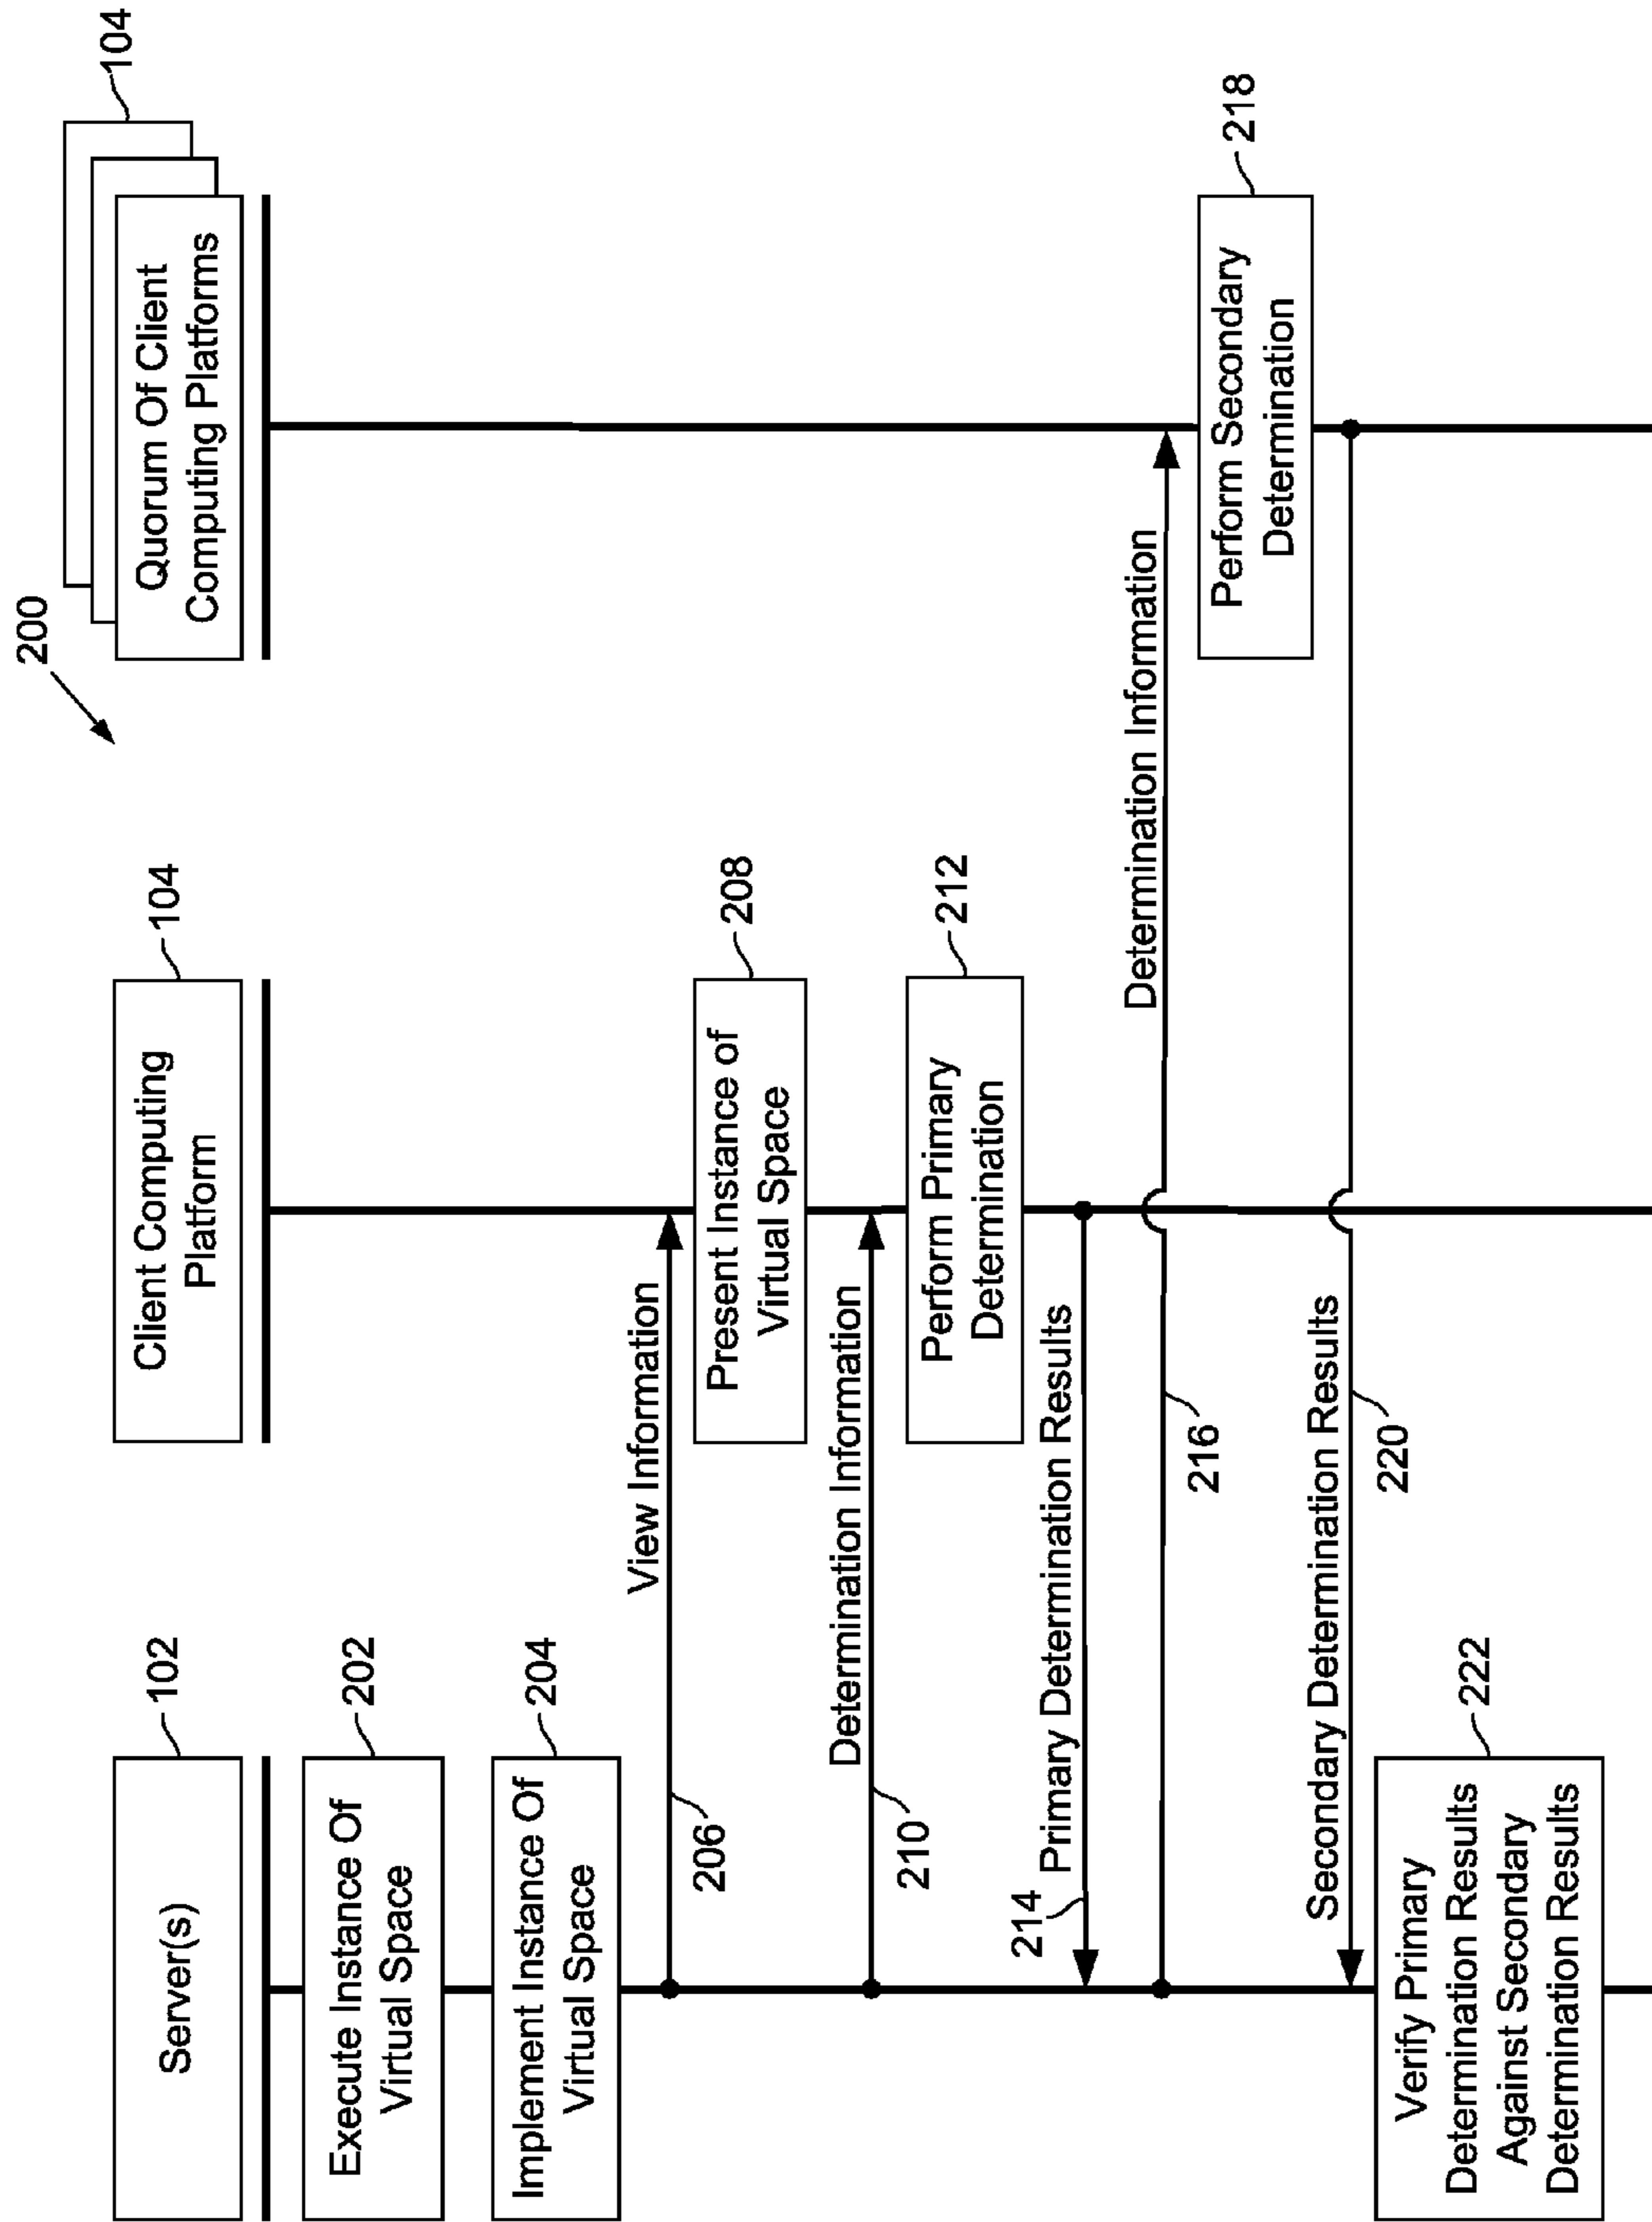 200
Server(s)
102
Client Computing
Platform
104
Quorum Of Client
Computing Platforms
104
Execute Instance Of
Virtual Space
202
Implement Instance Of
Virtual Space
204
View Information
206
Present Instance of
Virtual Space
208
Determination Information
210
Perform Primary
Determination
212
Primary Determination Results
214
Determination Information
216
Perform Secondary
Determination
218
Secondary Determination Results
220
Verify Primary
Determination Results
Against Secondary
Determination Results
222